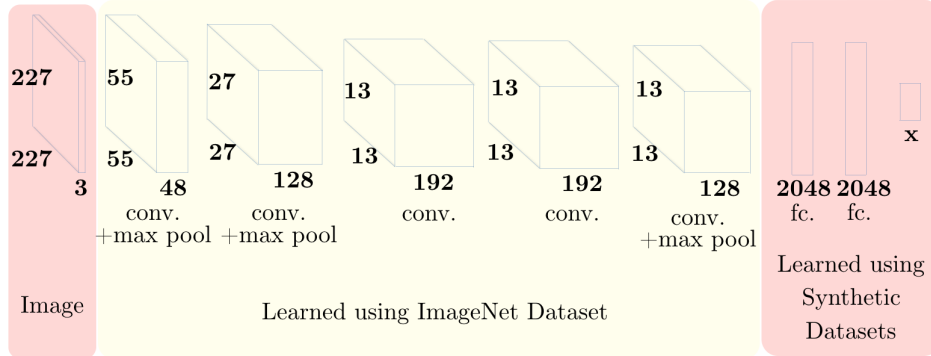 227
227
3
Image
55
55
48
conv.
+max pool
27
27
128
conv.
+max pool
13
13
192
conv.
13
13
192
conv.
13
13
128
conv.
+max pool
Learned using ImageNet Dataset
2048
fc.
2048
fc.
x
Learned using
Synthetic
Datasets